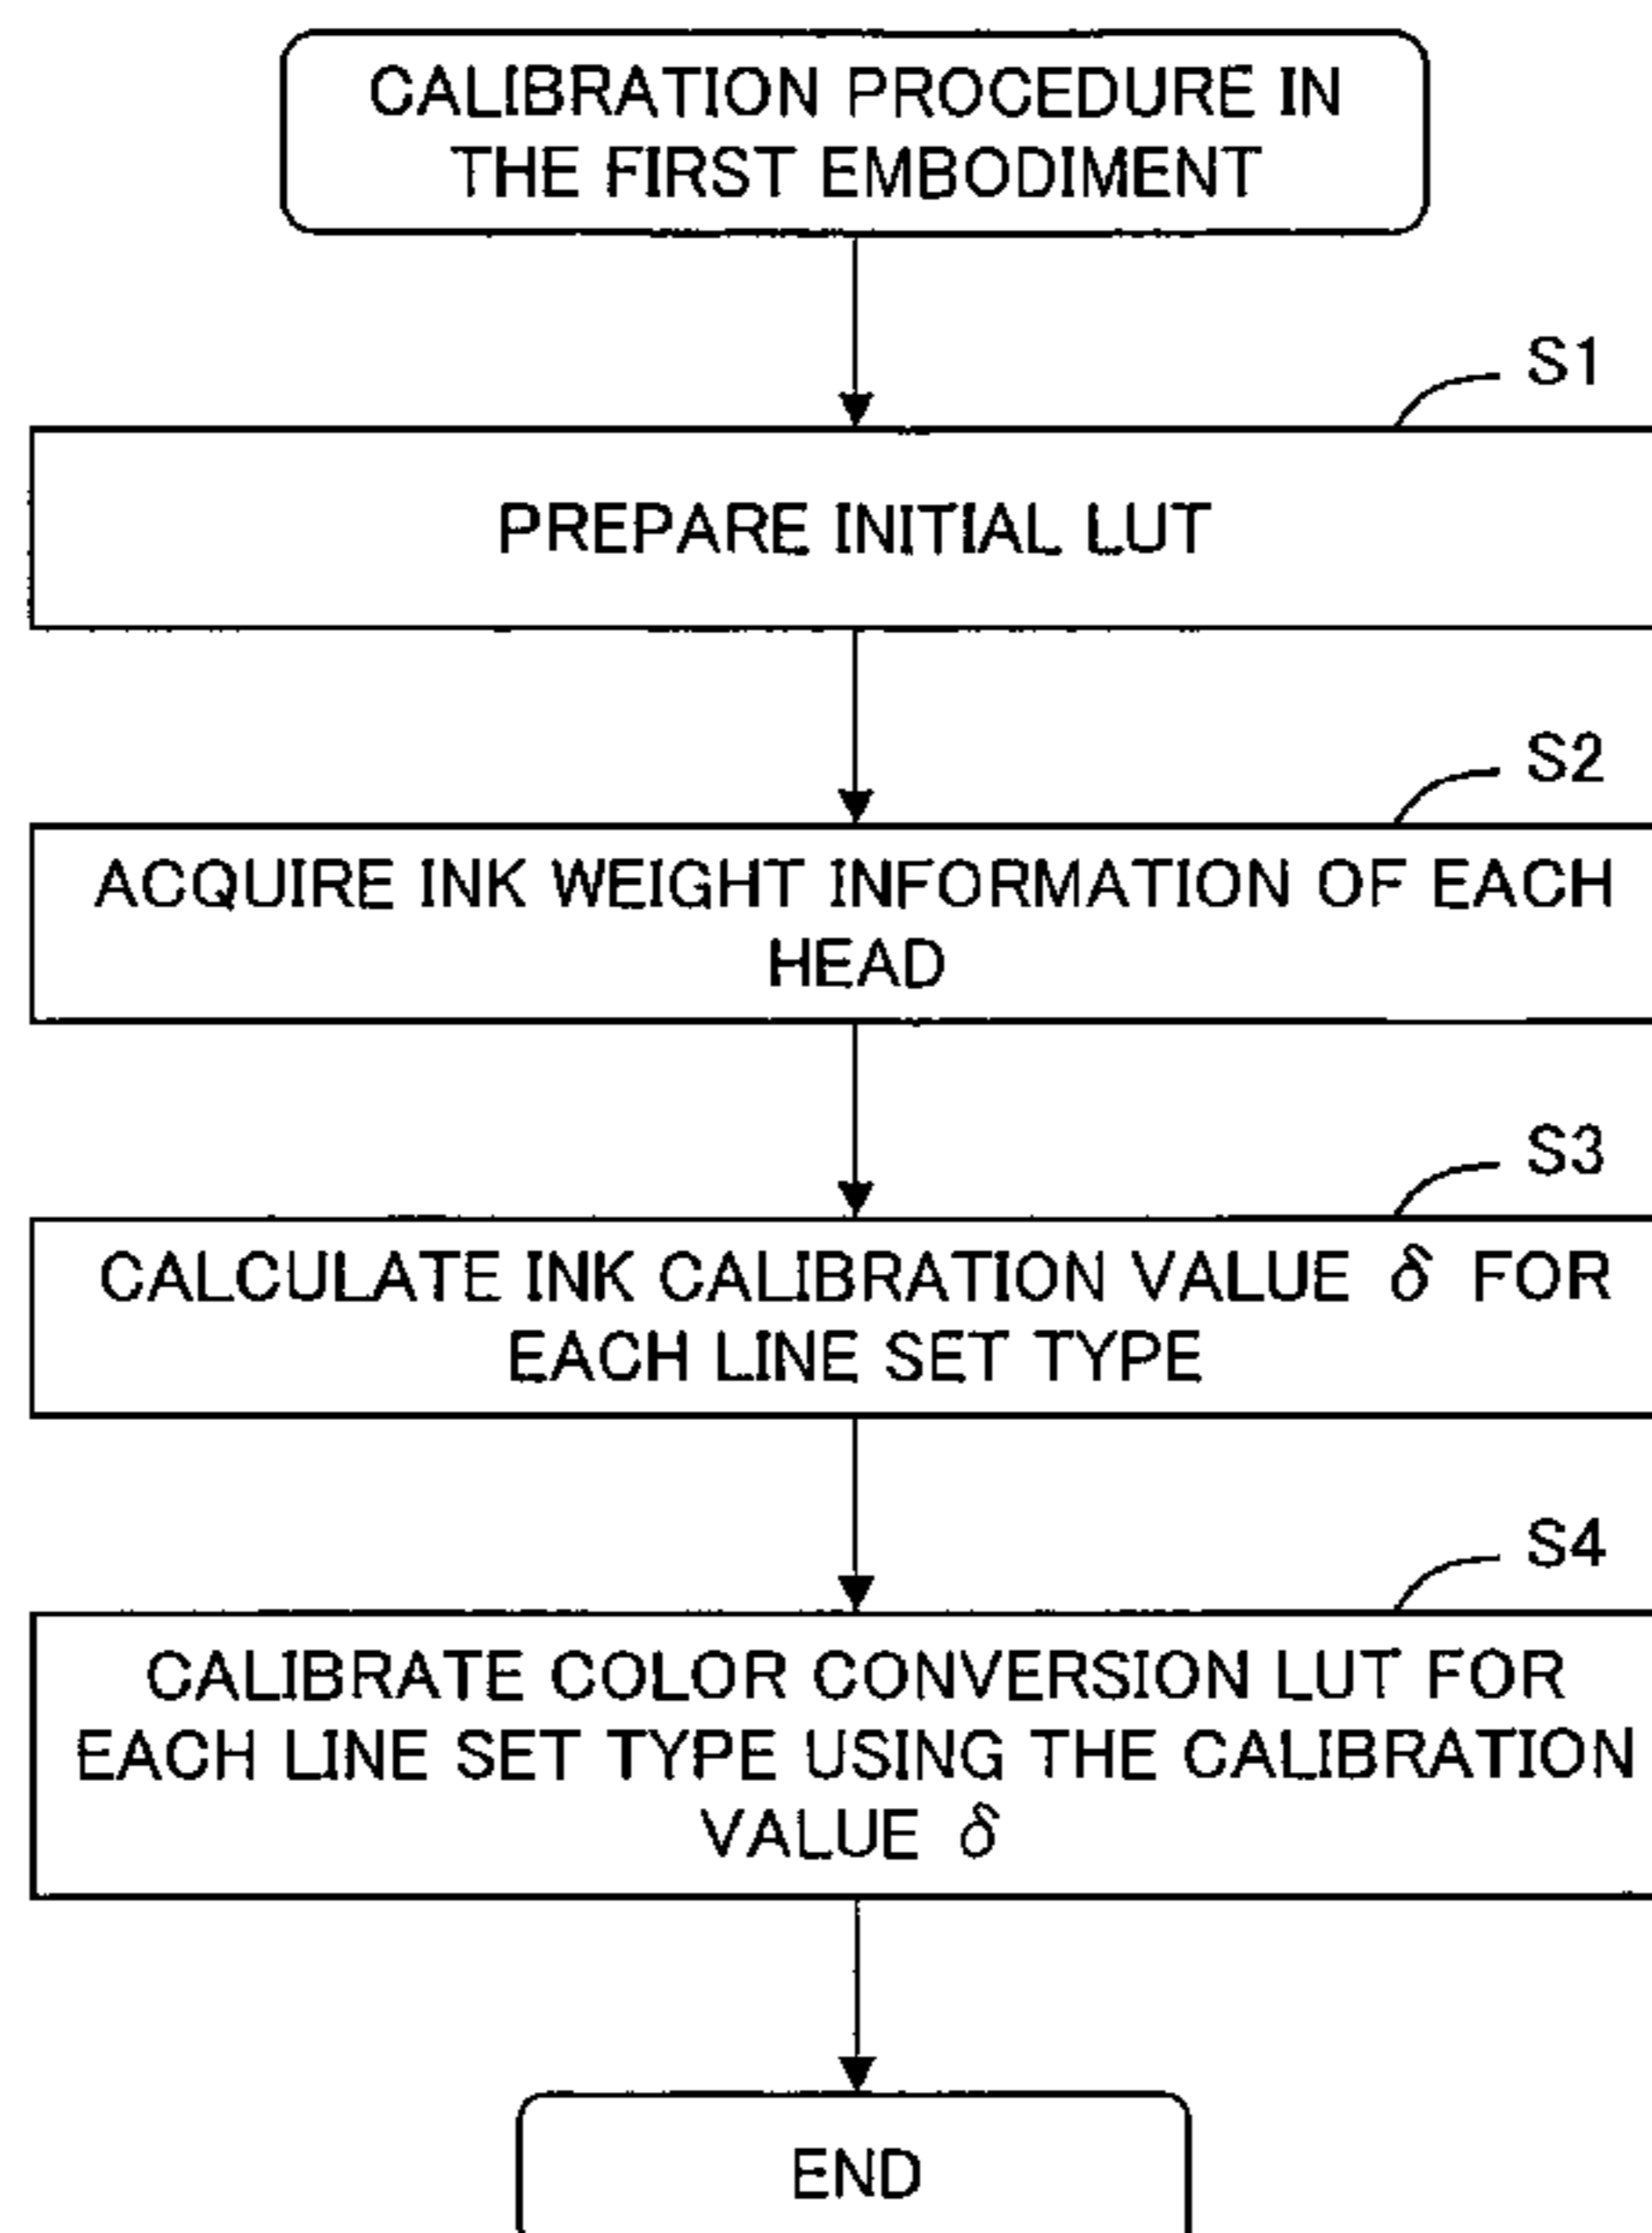 CALIBRATION PROCEDURE IN
THE FIRST EMBODIMENT
S1
PREPARE INITIAL LUT
S2
ACQUIRE INK WEIGHT INFORMATION OF EACH
HEAD
S3
CALCULATE INK CALIBRATION VALUE δ FOR
EACH LINE SET TYPE
S4
CALIBRATE COLOR CONVERSION LUT FOR
EACH LINE SET TYPE USING THE CALIBRATION
VALUE δ
END